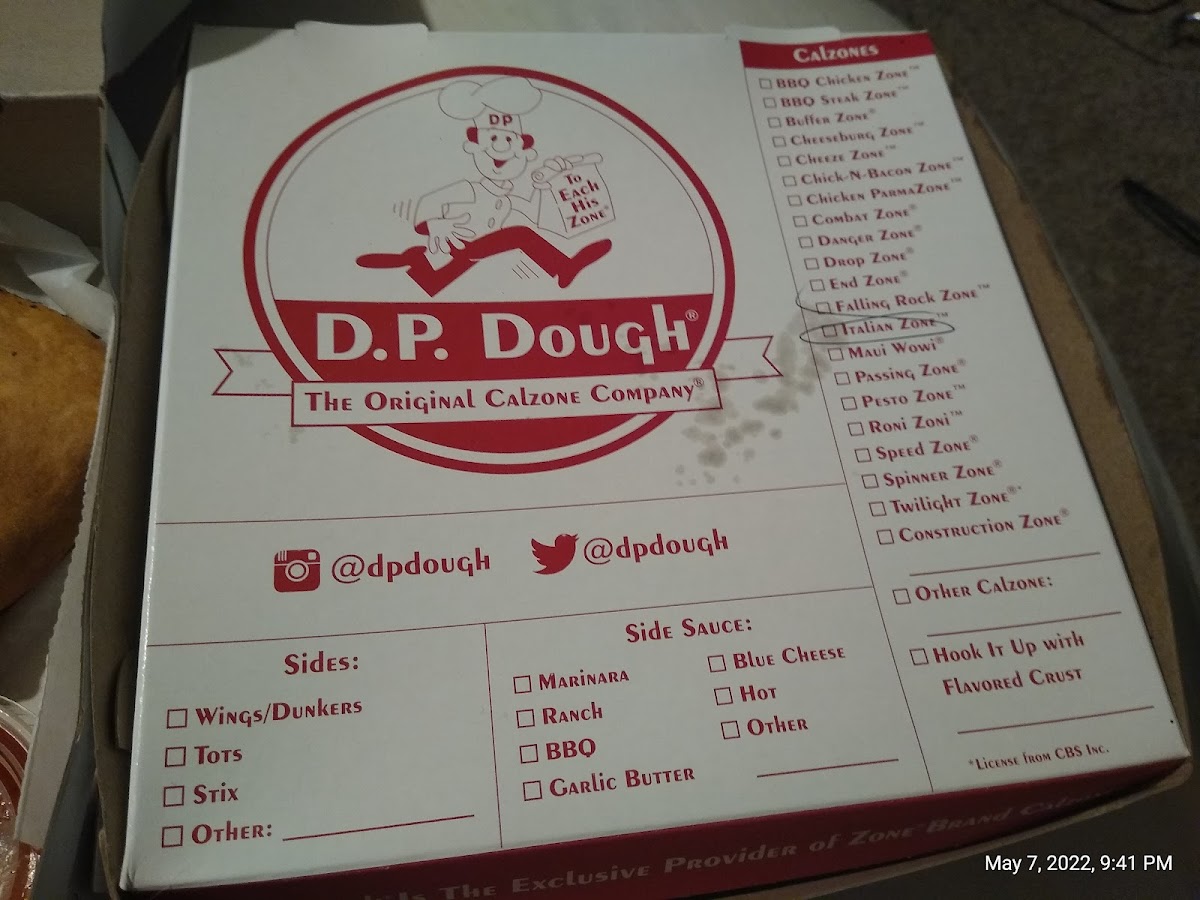 DP
To
Each
His
Zone®
D.P. Dough®
The Original Calzone Company®
@dpdough
@dpdough
Calzones
BBQ Chicken Zone™
BBQ Steak Zone™
Buffer Zone®
Cheeseburg Zone™
Cheeze Zone™
Chick-N-Bacon Zone™
Chicken ParmaZone™
Combat Zone®
Danger Zone®
Drop Zone®
End Zone®
Falling Rock Zone™
Italian Zone™
Maui Wowi®
Passing Zone®
Pesto Zone™
Roni Zoni™
Speed Zone®
Spinner Zone®
Twilight Zone®*
Construction Zone®
Other Calzone:
Hook It Up with
Flavored Crust
*License from CBS Inc.
Sides:
Wings/Dunkers
Tots
Stix
Other:
Side Sauce:
Marinara
Ranch
BBQ
Garlic Butter
Blue Cheese
Hot
Other
Is The Exclusive Provider of Zone™ Brand
May 7, 2022, 9:41 PM